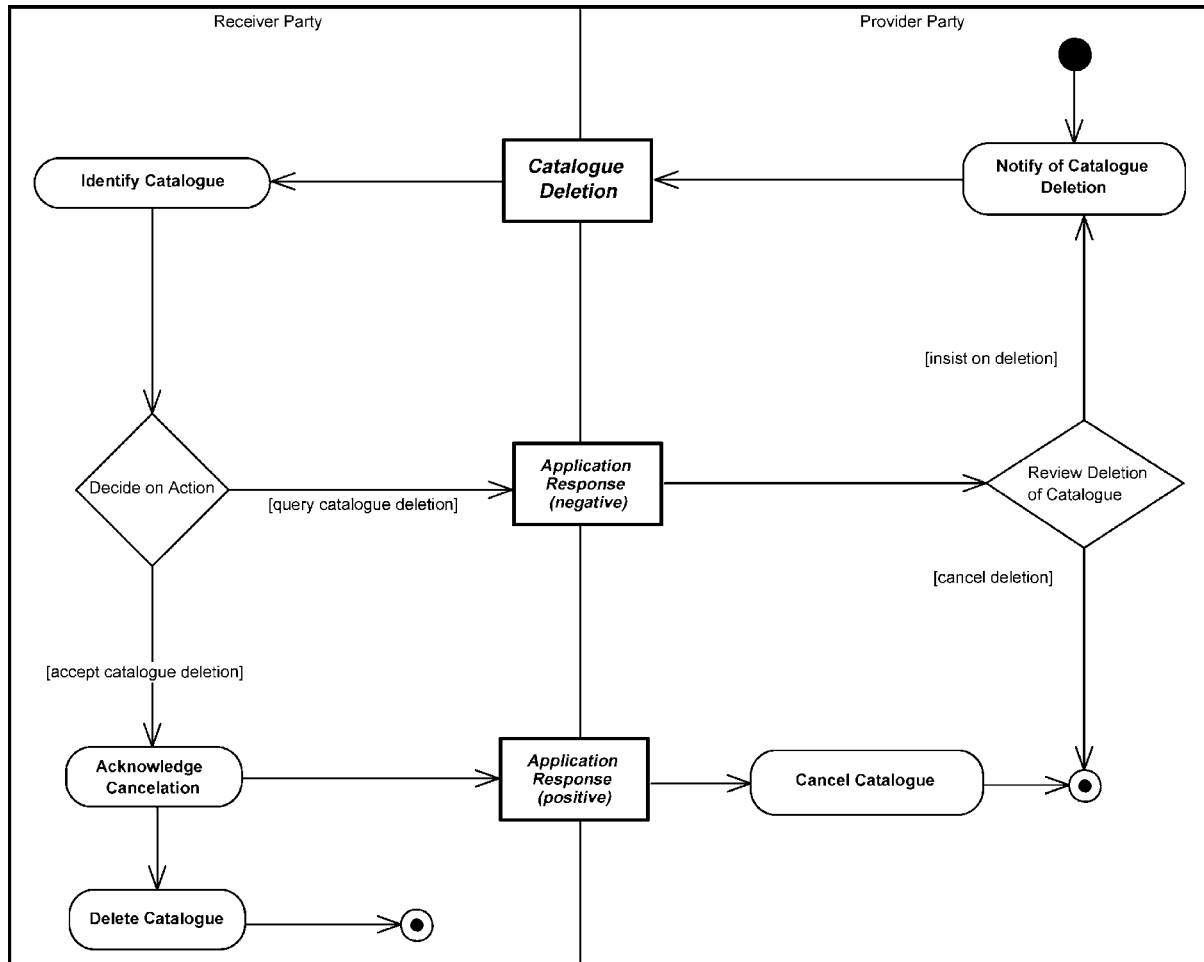 Receiver Party
Provider Party
Identify Catalogue
Catalogue
Deletion
Notify of Catalogue
Deletion
[insist on deletion]
Decide on Action
[query catalogue deletion]
Application
Response
(negative)
Review Deletion
of Catalogue
[cancel deletion]
[accept catalogue deletion]
Acknowledge
Cancelation
Application
Response
(positive)
Cancel Catalogue
Delete Catalogue